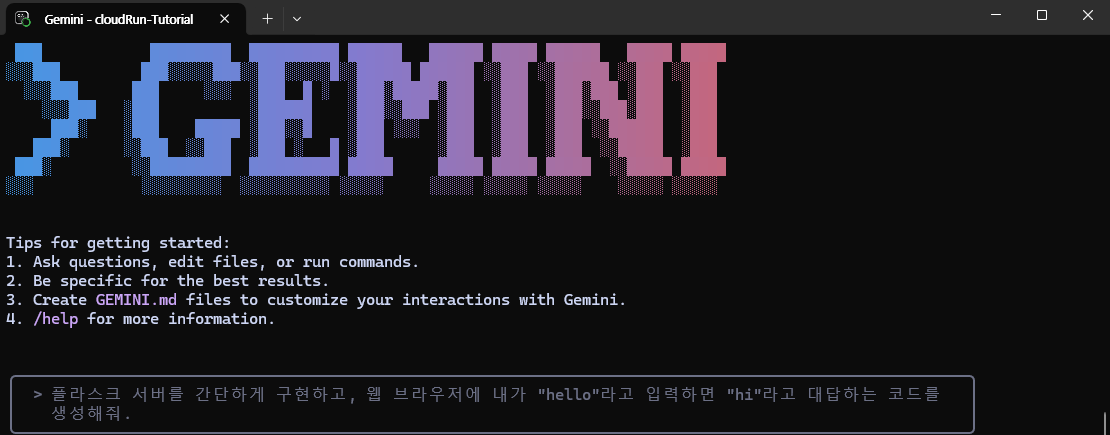 Gemini - cloudRun-Tutorial
> GEMINI
Tips for getting started:
1. Ask questions, edit files, or run commands.
2. Be specific for the best results.
3. Create GEMINI.md files to customize your interactions with Gemini.
4. /help for more information.
> 플라스크 서버를 간단하게 구현하고, 웹 브라우저에 내가 "hello"라고 입력하면 "hi"라고 대답하는 코드를
생성해줘.